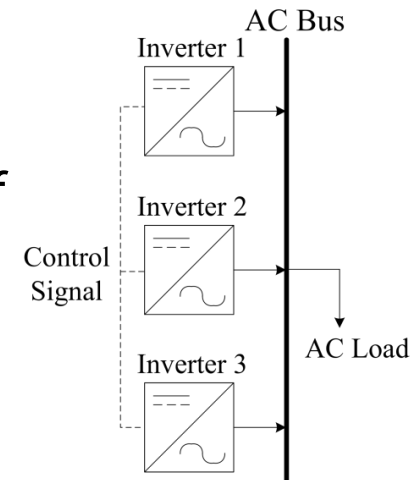 AC Bus
Inverter 1
Inverter 2
Control
Signal
AC Load
Inverter 3